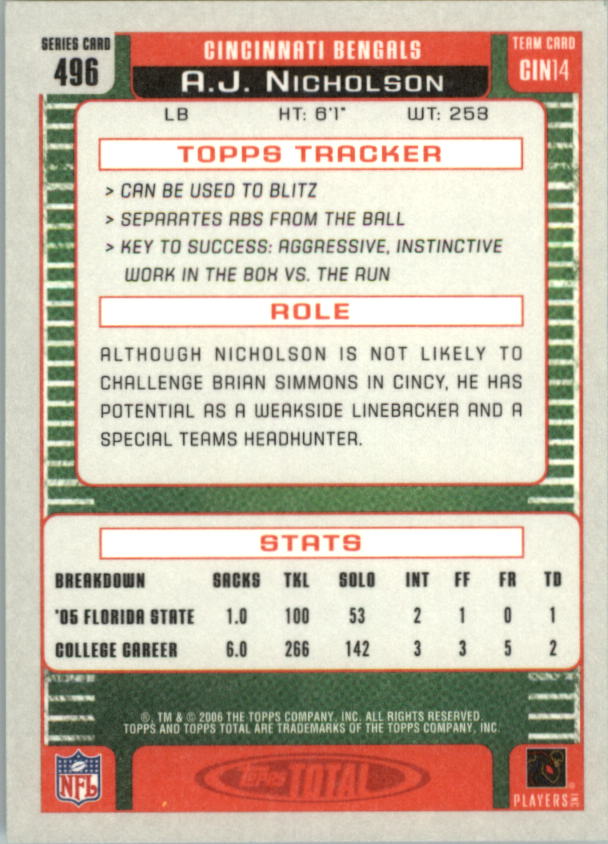 SERIES CARD
496
CINCINNATI BENGALS
A.J. NICHOLSON
TEAM CARD
CIN14
LB HT: 6'1" WT: 253
TOPPS TRACKER
> CAN BE USED TO BLITZ
> SEPARATES RBS FROM THE BALL
> KEY TO SUCCESS: AGGRESSIVE, INSTINCTIVE
WORK IN THE BOX VS. THE RUN
ROLE
ALTHOUGH NICHOLSON IS NOT LIKELY TO
CHALLENGE BRIAN SIMMONS IN CINCY, HE HAS
POTENTIAL AS A WEAKSIDE LINEBACKER AND A
SPECIAL TEAMS HEADHUNTER.
STATS
BREAKDOWN SACKS TKL SOLO INT FF FR TD
'05 FLORIDA STATE 1.0 100 53 2 1 0 1
COLLEGE CAREER 6.0 266 142 3 3 5 2
®, TM & © 2006 THE TOPPS COMPANY, INC. ALL RIGHTS RESERVED.
TOPPS AND TOPPS TOTAL ARE TRADEMARKS OF THE TOPPS COMPANY, INC.
NFL
Topps TOTAL
PLAYERS INC